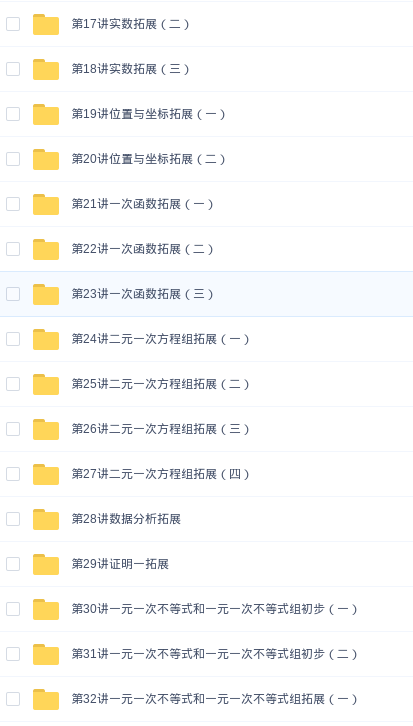 第17讲实数拓展（二）
第18讲实数拓展（三）
第19讲位置与坐标拓展（一）
第20讲位置与坐标拓展（二）
第21讲一次函数拓展（一）
第22讲一次函数拓展（二）
第23讲一次函数拓展（三）
第24讲二元一次方程组拓展（一）
第25讲二元一次方程组拓展（二）
第26讲二元一次方程组拓展（三）
第27讲二元一次方程组拓展（四）
第28讲数据分析拓展
第29讲证明一拓展
第30讲一元一次不等式和一元一次不等式组初步（一）
第31讲一元一次不等式和一元一次不等式组初步（二）
第32讲一元一次不等式和一元一次不等式组拓展（一）